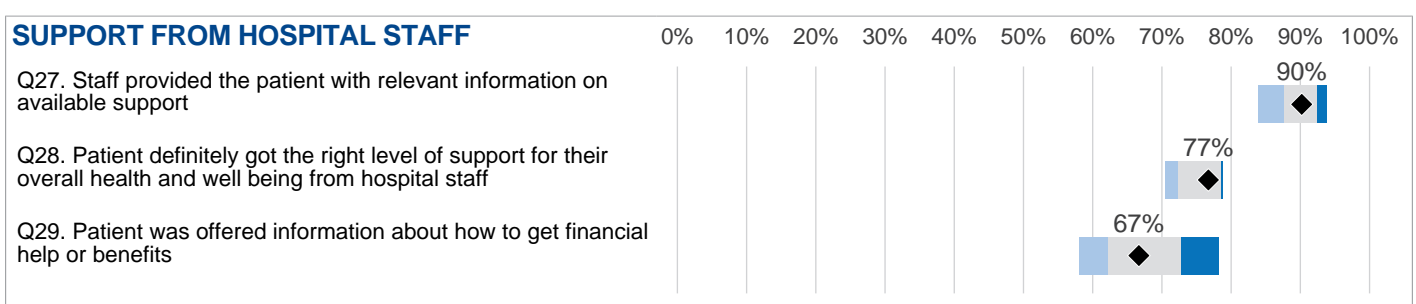 SUPPORT FROM HOSPITAL STAFF 0% 10% 20% 30% 40% 50% 60% 70% 80% 90% 100%
Q27. Staff provided the patient with relevant information on
available support
90%
Q28. Patient definitely got the right level of support for their
overall health and well being from hospital staff
77%
Q29. Patient was offered information about how to get financial
help or benefits
67%